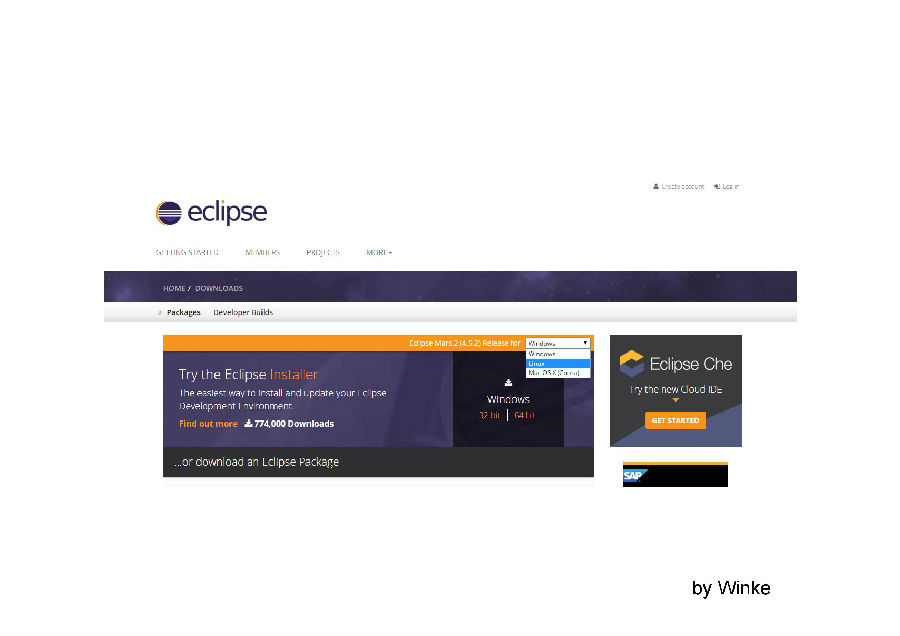 Create account Log in
eclipse
GETTING STARTED MEMBERS PROJECTS MORE
HOME / DOWNLOADS
» Packages Developer Builds
Eclipse Mars.2 (4.5.2) Release for Windows
Windows
Linux
Mac OS X (Cocoa)
Try the Eclipse Installer
The easiest way to install and update your Eclipse
Development Environment.
Find out more 774,000 Downloads
Windows
32 bit 64 bit
...or download an Eclipse Package
Eclipse Che
Try the new Cloud IDE
GET STARTED
SAP
by Winke